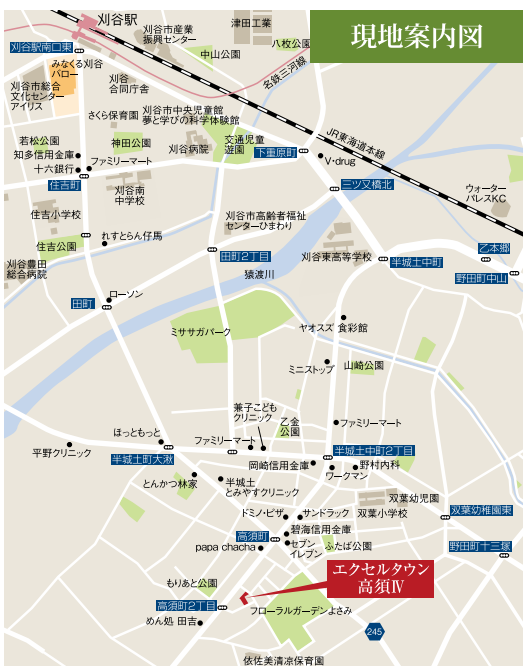 現地案内図
刈谷駅
刈谷駅南口東
刈谷市産業
振興センター
津田工業
八枚公園
中山公園
名鉄三河線
みなくる刈谷
バロー
刈谷市総合
文化センター
アイリス
刈谷
合同庁舎
さくら保育園
刈谷市中央児童館
夢と学びの科学体験館
JR東海道本線
若松公園
知多信用金庫
十六銀行
神田公園
ファミリーマート
刈谷病院
交通児童
遊園
下重原町
V・drug
住吉町
三ツ又橋北
刈谷南
中学校
ウォーター
パレスKC
住吉小学校
刈谷市高齢者福祉
センターひまわり
れすとらん仔馬
住吉公園
刈谷豊田
総合病院
田町2丁目
刈谷東高等学校
半城土中町
乙本郷
野田町中山
猿渡川
ローソン
田町
ミササガパーク
ヤオスズ 食彩館
ミニストップ
山崎公園
兼子こども
クリニック
乙金
公園
ファミリーマート
ほっともっと
平野クリニック
半城土町大湫
ファミリーマート
半城土中町2丁目
岡崎信用金庫
野村内科
ワークマン
とんかつ林家
半城土
とみやすクリニック
双葉幼児園
双葉小学校
双葉幼稚園東
ドミノ・ピザ
サンドラッグ
碧海信用金庫
高須町
セブン
イレブン
ふたば公園
野田町十三塚
papa chacha
エクセルタウン
高須Ⅳ
もりあと公園
高須町2丁目
フローラルガーデンよさみ
めん処 田吉
245
依佐美清凉保育園